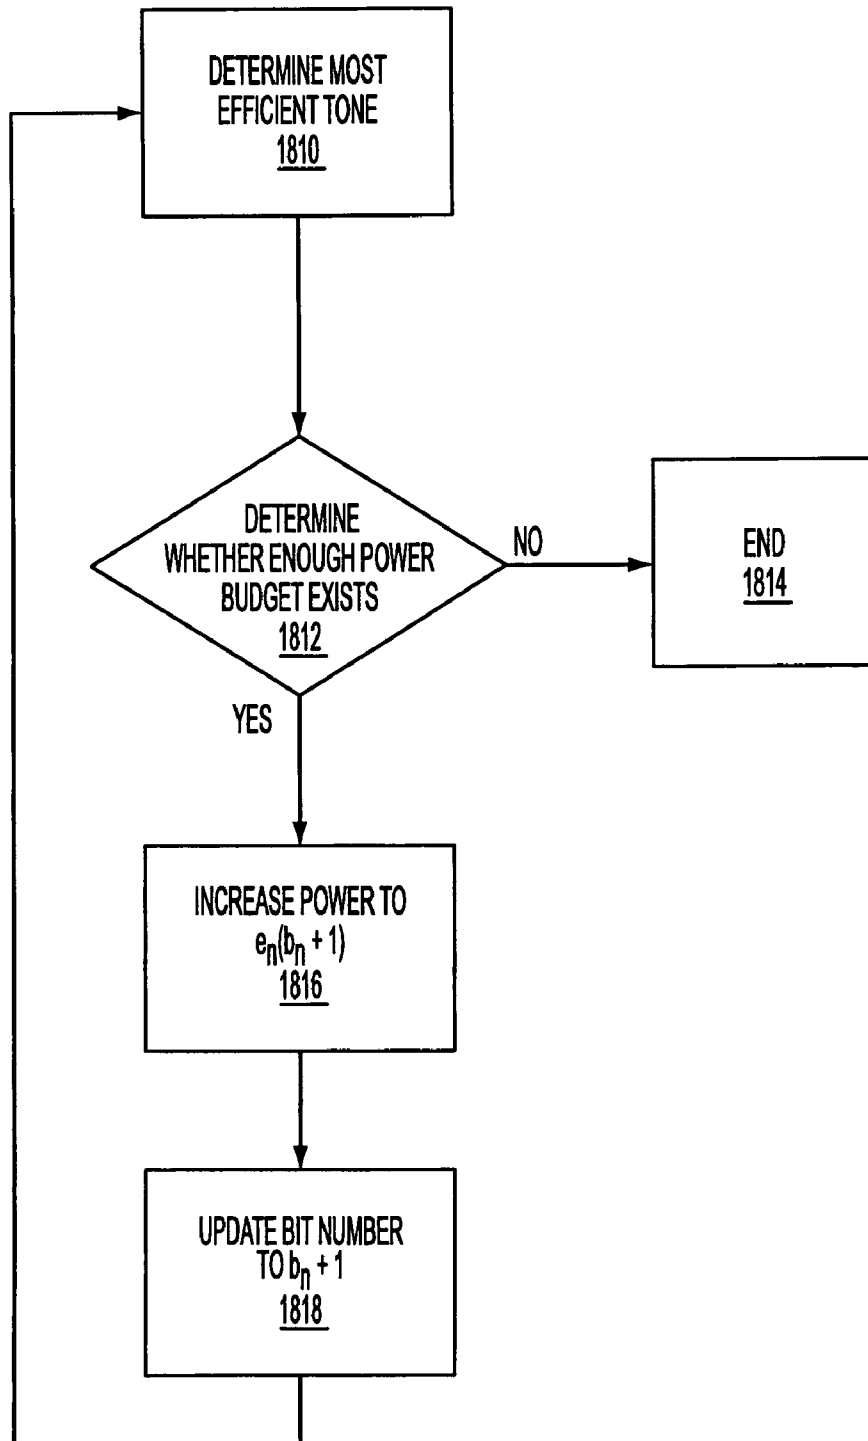 DETERMINE MOST
EFFICIENT TONE
1810
DETERMINE
WHETHER ENOUGH POWER
BUDGET EXISTS
1812
NO
END
1814
YES
INCREASE POWER TO
eₙ(bₙ + 1)
1816
UPDATE BIT NUMBER
TO bₙ + 1
1818